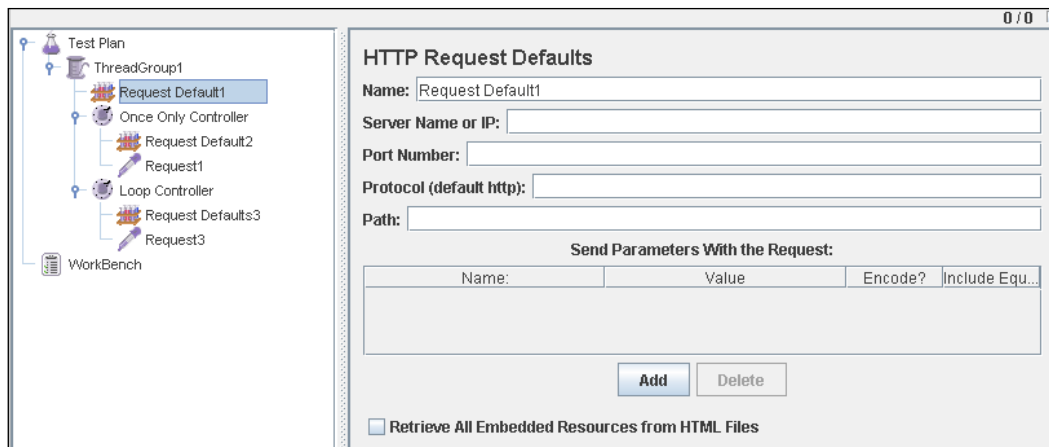 0 / 0
Test Plan
ThreadGroup1
Request Default1
Once Only Controller
Request Default2
Request1
Loop Controller
Request Defaults3
Request3
WorkBench
HTTP Request Defaults
Name: Request Default1
Server Name or IP:
Port Number:
Protocol (default http):
Path:
Send Parameters With the Request:
Name: Value Encode? Include Equ...
Add Delete
Retrieve All Embedded Resources from HTML Files